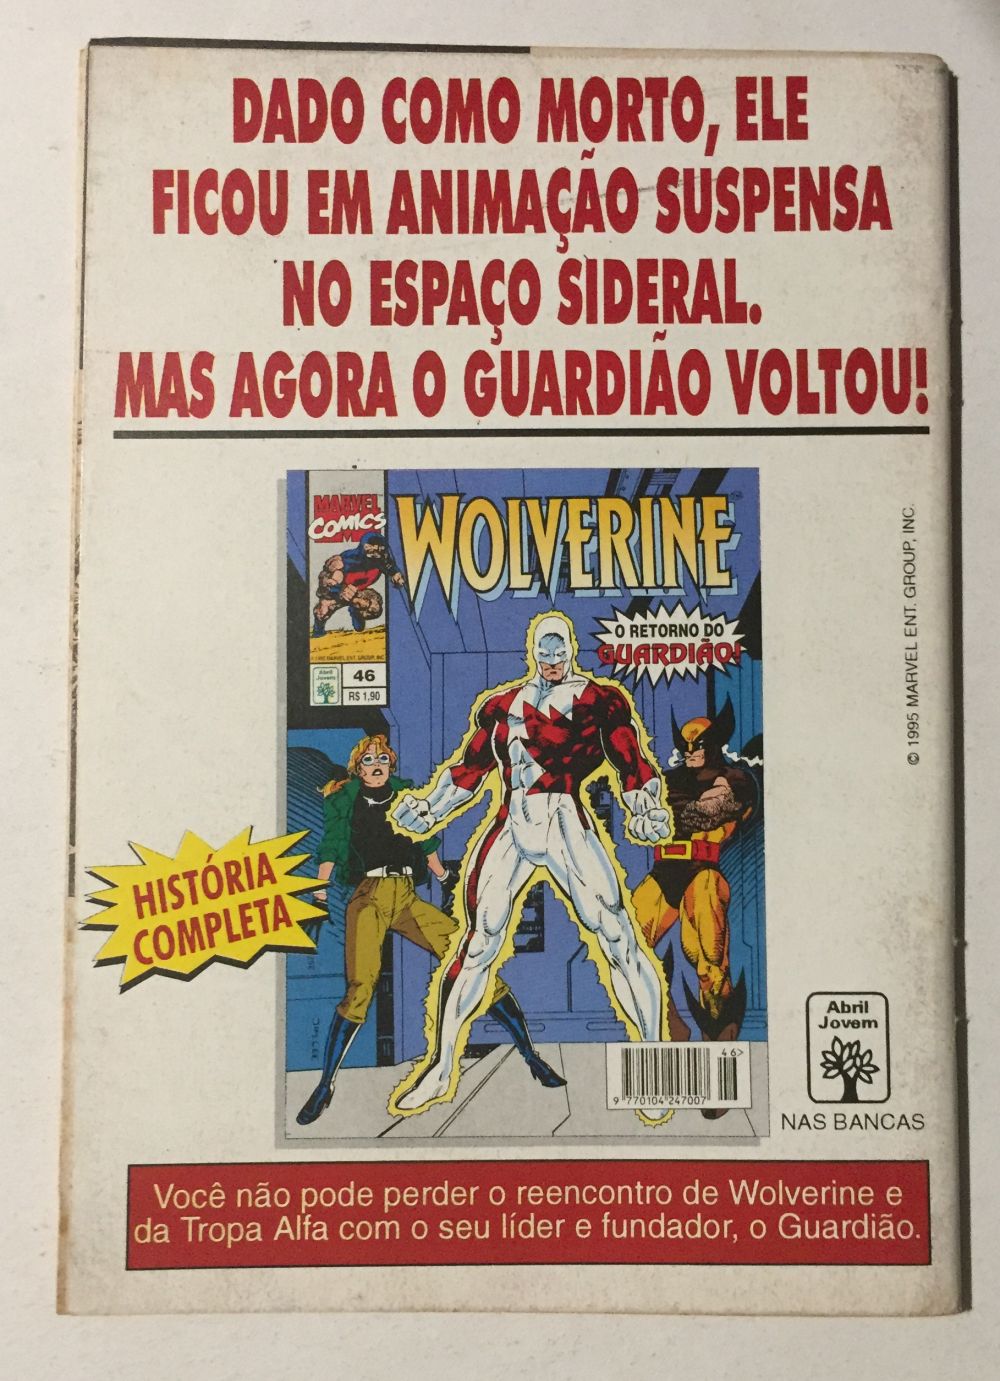 DADO COMO MORTO, ELE
FICOU EM ANIMAÇÃO SUSPENSA
NO ESPAÇO SIDERAL.
MAS AGORA O GUARDIÃO VOLTOU!
MARVEL
COMICS
WOLVERINE
O RETORNO DO
GUARDIÃO!
Abril
Jovem
46
R$ 1,90
HISTÓRIA
COMPLETA
46>
9 770104 247007
© 1995 MARVEL ENT. GROUP, INC.
Abril
Jovem
NAS BANCAS
Você não pode perder o reencontro de Wolverine e
da Tropa Alfa com o seu líder e fundador, o Guardião.